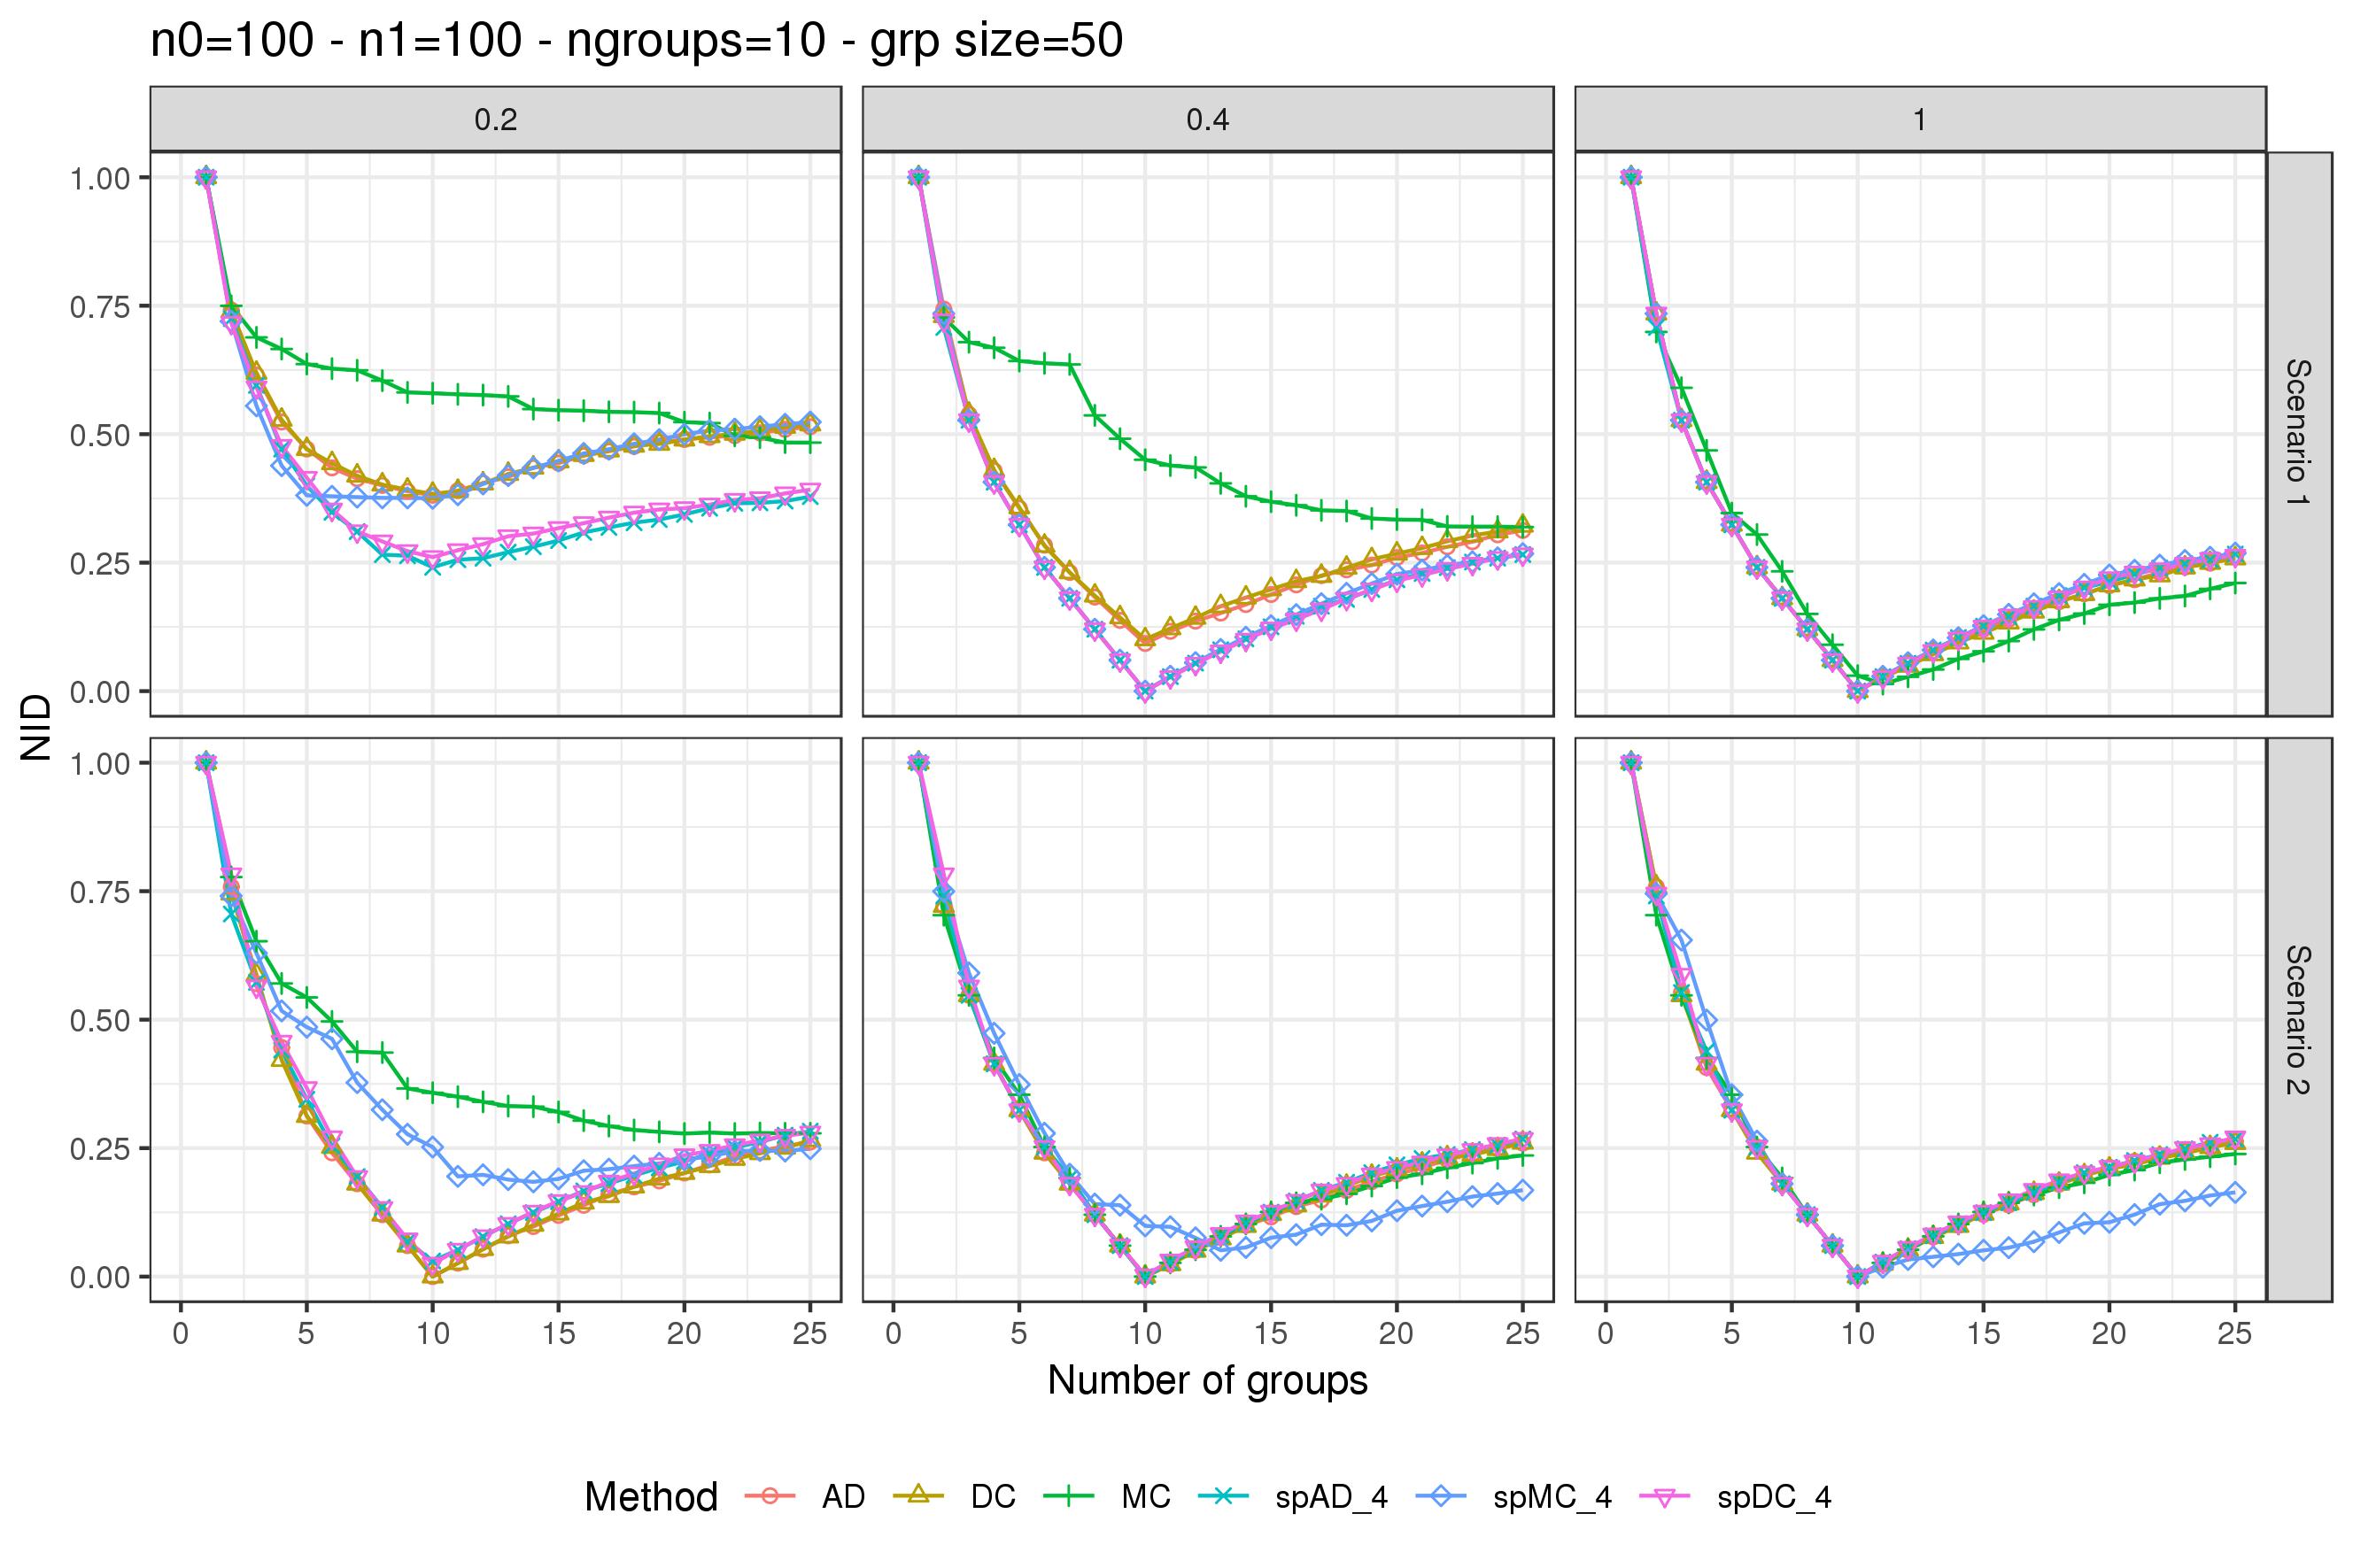 n0=100 - n1=100 - ngroups=10 - grp size=50
0.2 0.4 1
1.00
0.75
0.50
0.25
0.00
Scenario 1
NID
1.00
0.75
0.50
0.25
0.00
Scenario 2
0 5 10 15 20 25 0 5 10 15 20 25 0 5 10 15 20 25
Number of groups
Method AD DC MC spAD_4 spMC_4 spDC_4